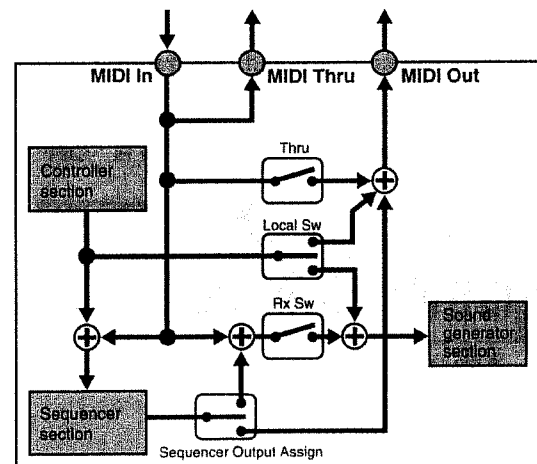 MIDI In
MIDI Thru
MIDI Out
Thru
Controller
section
Local Sw
Rx Sw
Sound
generator
section
Sequencer
section
Sequencer Output Assign